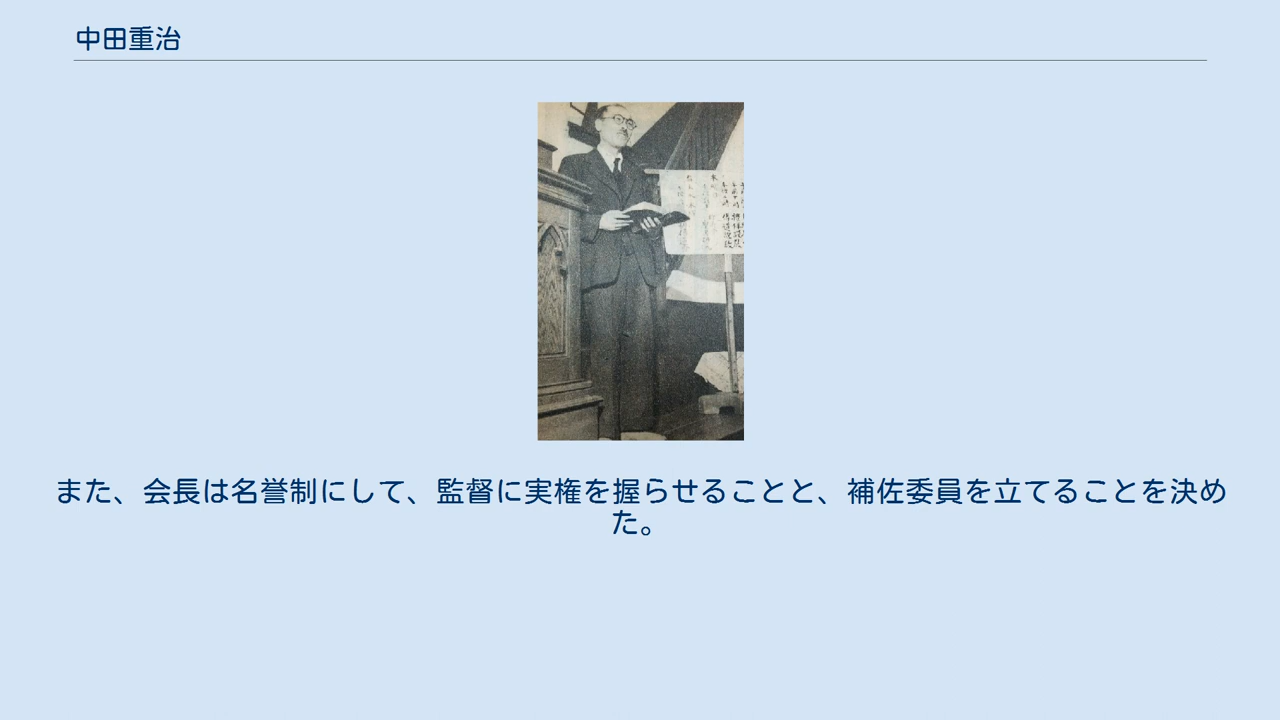 中田重治
また、会長は名誉制にして、監督に実権を握らせることと、補佐委員を立てることを決め
た。